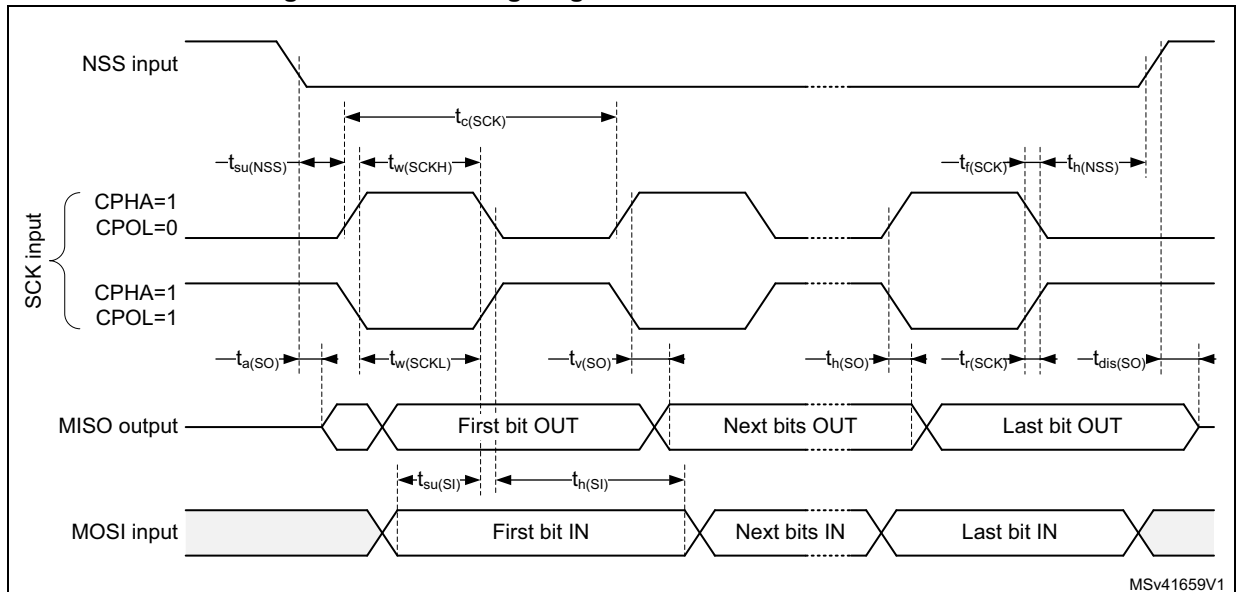 NSS input
tc(SCK)
tsu(NSS) tw(SCKH) tf(SCK) th(NSS)
SCK input
CPHA=1
CPOL=0
CPHA=1
CPOL=1
ta(SO) tw(SCKL) tv(SO) th(SO) tr(SCK) tdis(SO)
MISO output First bit OUT Next bits OUT Last bit OUT
tsu(SI) th(SI)
MOSI input First bit IN Next bits IN Last bit IN
MSv41659V1